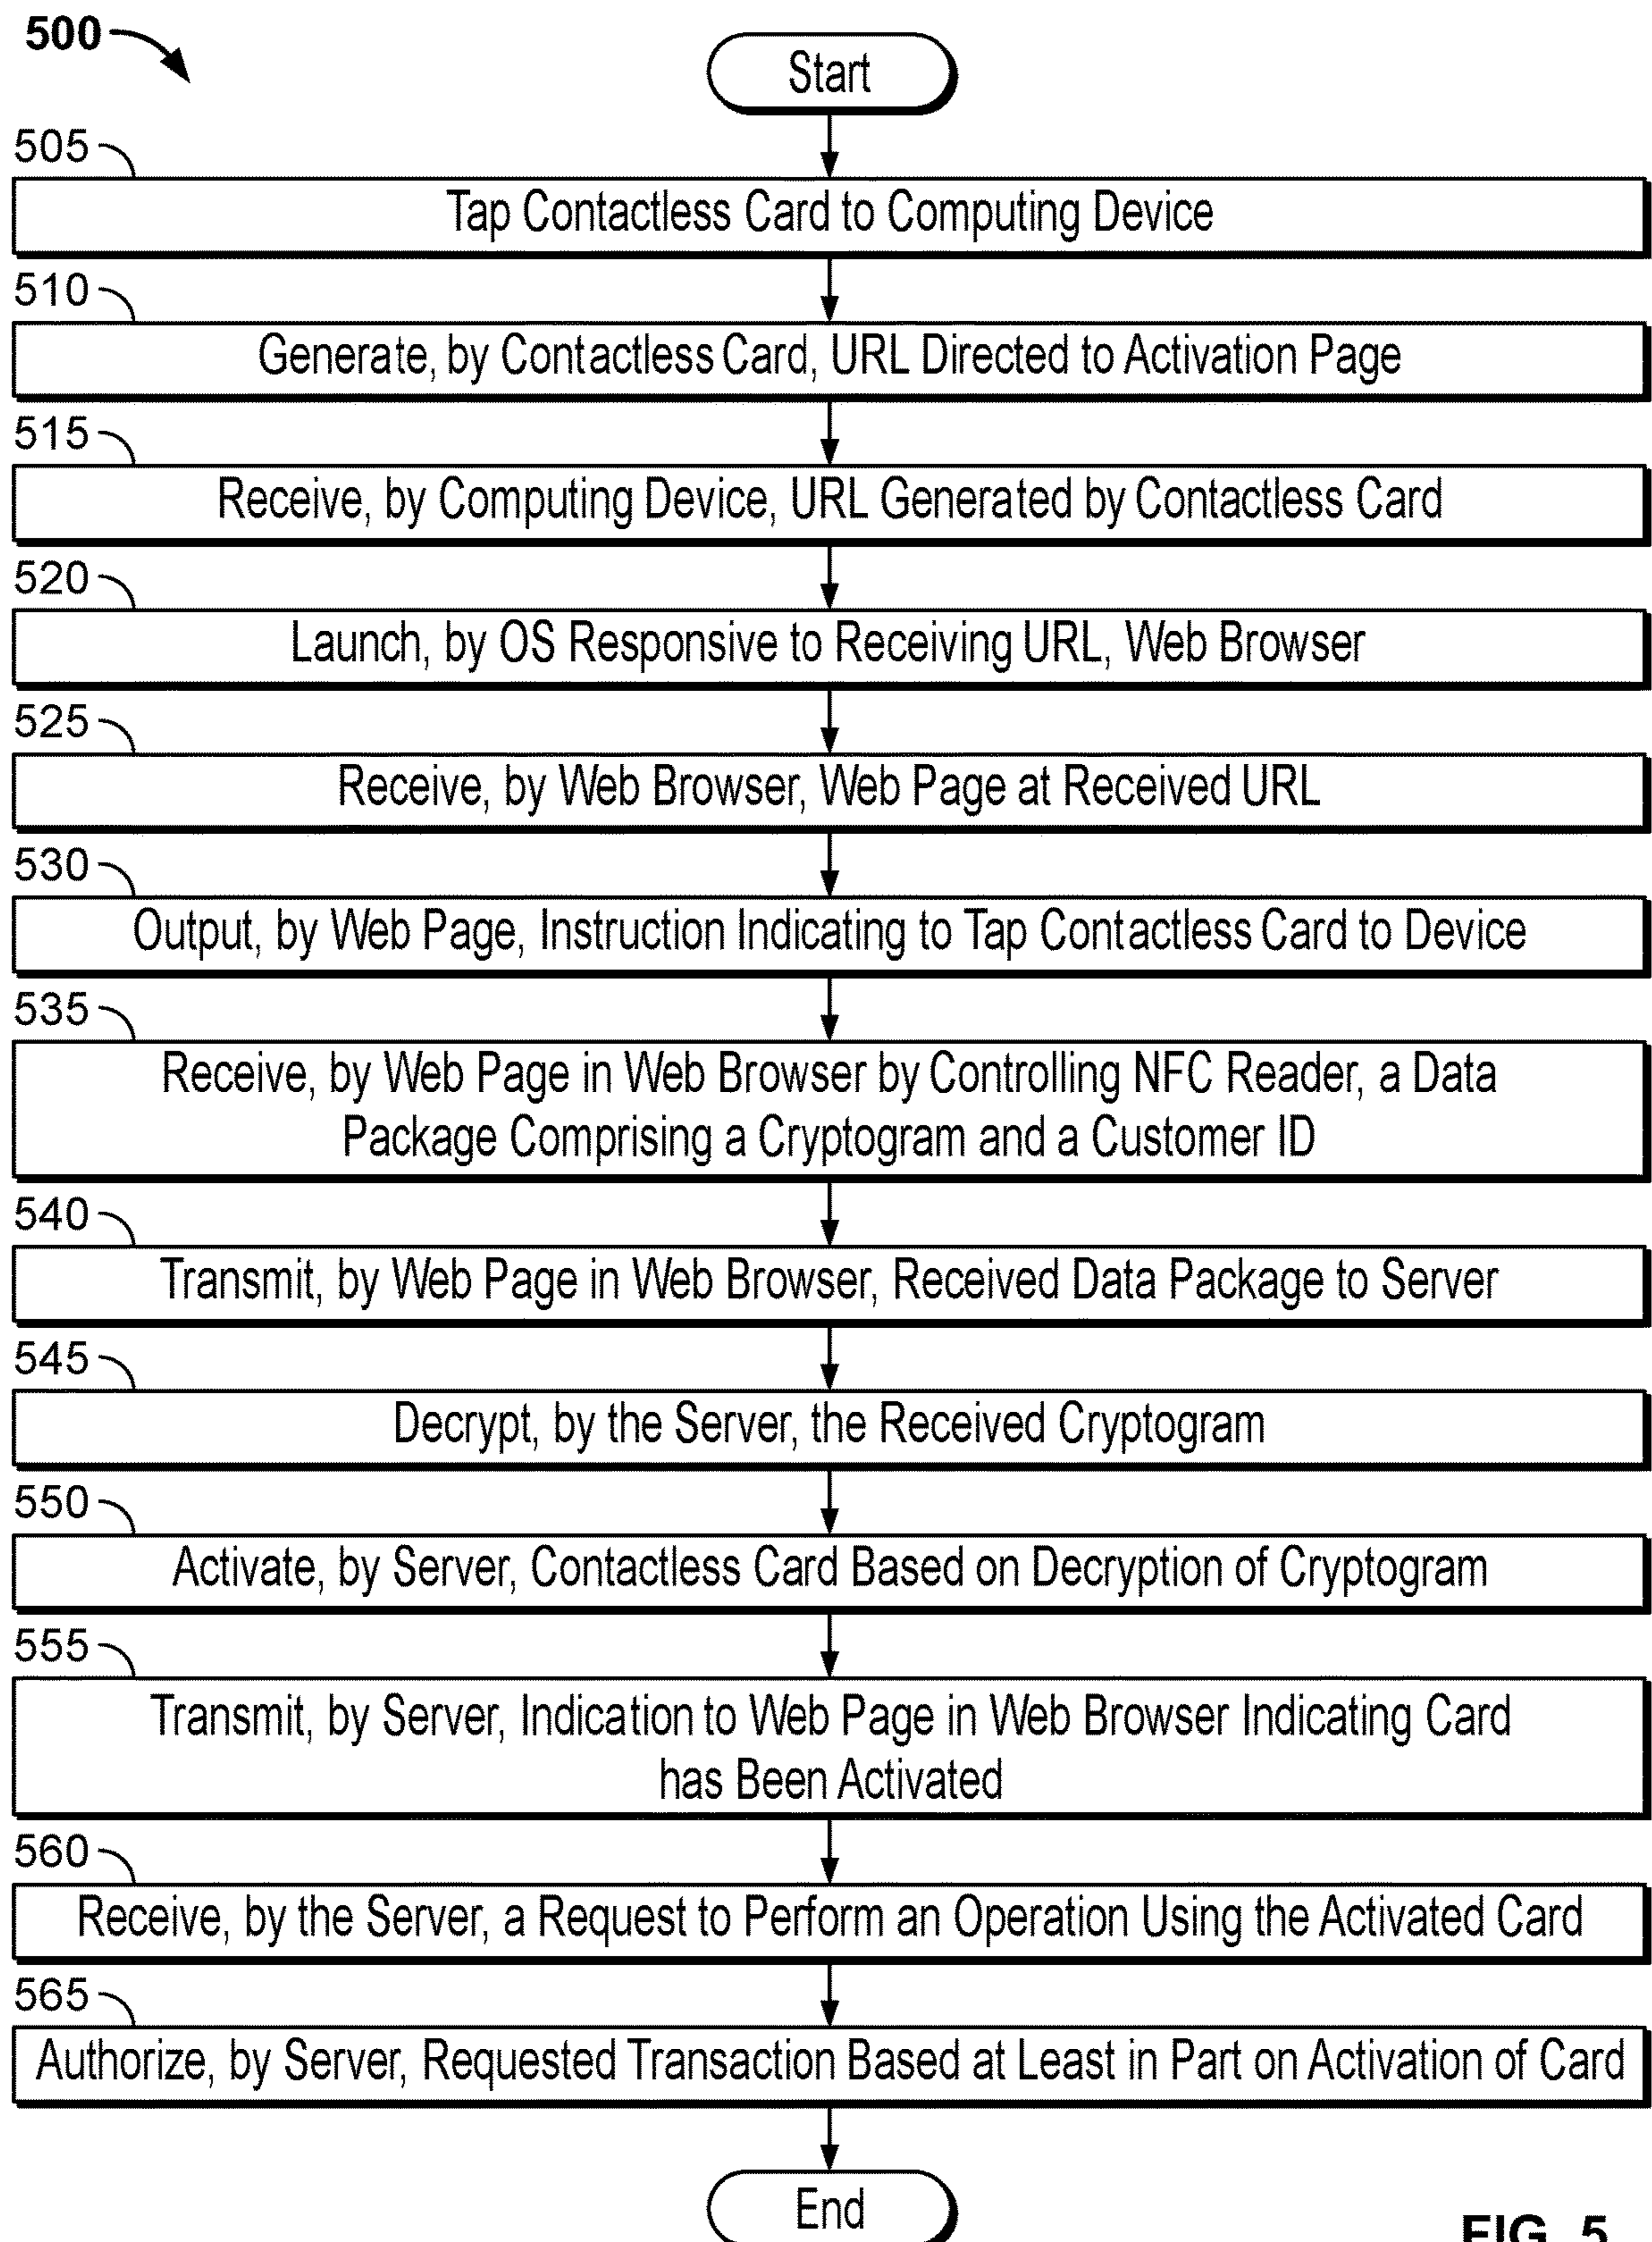 500
Start
505
Tap Contactless Card to Computing Device
510
Generate, by Contactless Card, URL Directed to Activation Page
515
Receive, by Computing Device, URL Generated by Contactless Card
520
Launch, by OS Responsive to Receiving URL, Web Browser
525
Receive, by Web Browser, Web Page at Received URL
530
Output, by Web Page, Instruction Indicating to Tap Contactless Card to Device
535
Receive, by Web Page in Web Browser by Controlling NFC Reader, a Data
Package Comprising a Cryptogram and a Customer ID
540
Transmit, by Web Page in Web Browser, Received Data Package to Server
545
Decrypt, by the Server, the Received Cryptogram
550
Activate, by Server, Contactless Card Based on Decryption of Cryptogram
555
Transmit, by Server, Indication to Web Page in Web Browser Indicating Card
has Been Activated
560
Receive, by the Server, a Request to Perform an Operation Using the Activated Card
565
Authorize, by Server, Requested Transaction Based at Least in Part on Activation of Card
End
FIG. 5